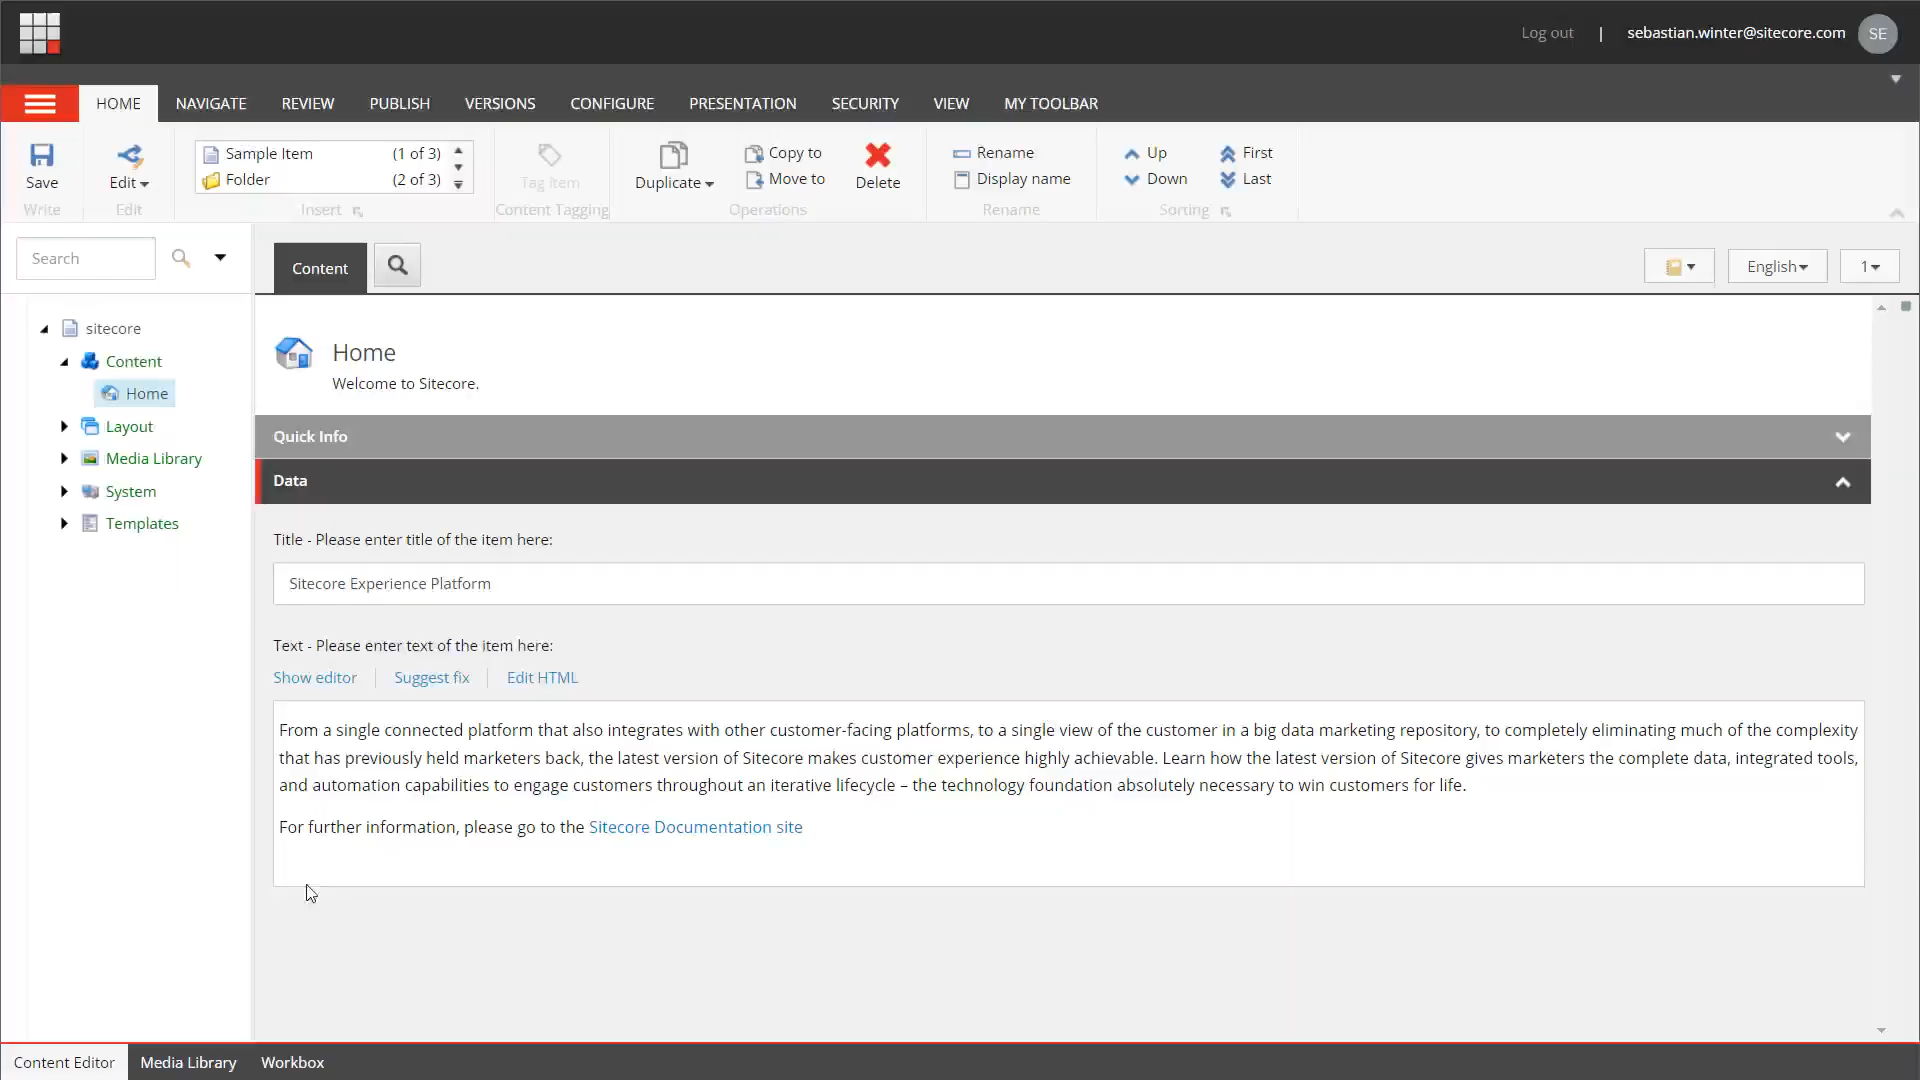 Log out | sebastian.winter@sitecore.com SE
HOME NAVIGATE REVIEW PUBLISH VERSIONS CONFIGURE PRESENTATION SECURITY VIEW MY TOOLBAR
Sample Item (1 of 3) Copy to Rename Up First
Folder (2 of 3) Move to Display name Down Last
Save Edit Tag item Duplicate Delete
Write Edit Insert Content Tagging Operations Rename Sorting
Search
Content
English 1
sitecore
Content
Home
Layout
Media Library
System
Templates
Home
Welcome to Sitecore.
Quick Info
Data
Title - Please enter title of the item here:
Sitecore Experience Platform
Text - Please enter text of the item here:
Show editor Suggest fix Edit HTML
From a single connected platform that also integrates with other customer-facing platforms, to a single view of the customer in a big data marketing repository, to completely eliminating much of the complexity
that has previously held marketers back, the latest version of Sitecore makes customer experience highly achievable. Learn how the latest version of Sitecore gives marketers the complete data, integrated tools,
and automation capabilities to engage customers throughout an iterative lifecycle – the technology foundation absolutely necessary to win customers for life.
For further information, please go to the Sitecore Documentation site
Content Editor Media Library Workbox